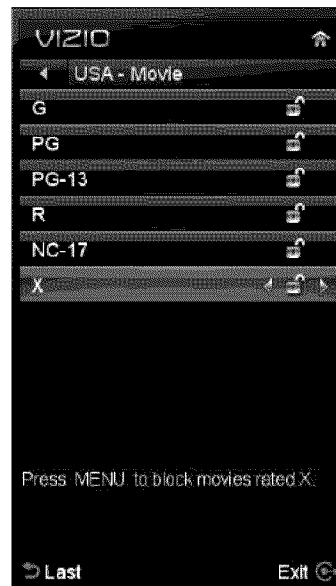 VIZIO
USA - Movie
G
PG
PG-13
R
NC-17
X
Press MENU to block movies rated X.
Last Exit